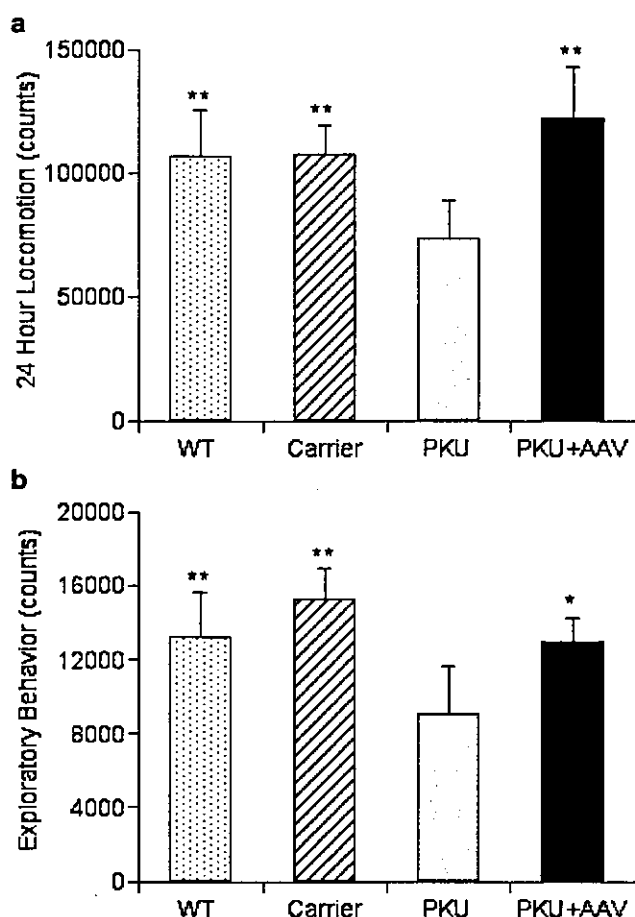 a
24 Hour Locomotion (counts)
150000
100000
50000
0
** ** **
WT Carrier PKU PKU+AAV
b
Exploratory Behavior (counts)
20000
16000
12000
8000
4000
0
** ** *
WT Carrier PKU PKU+AAV